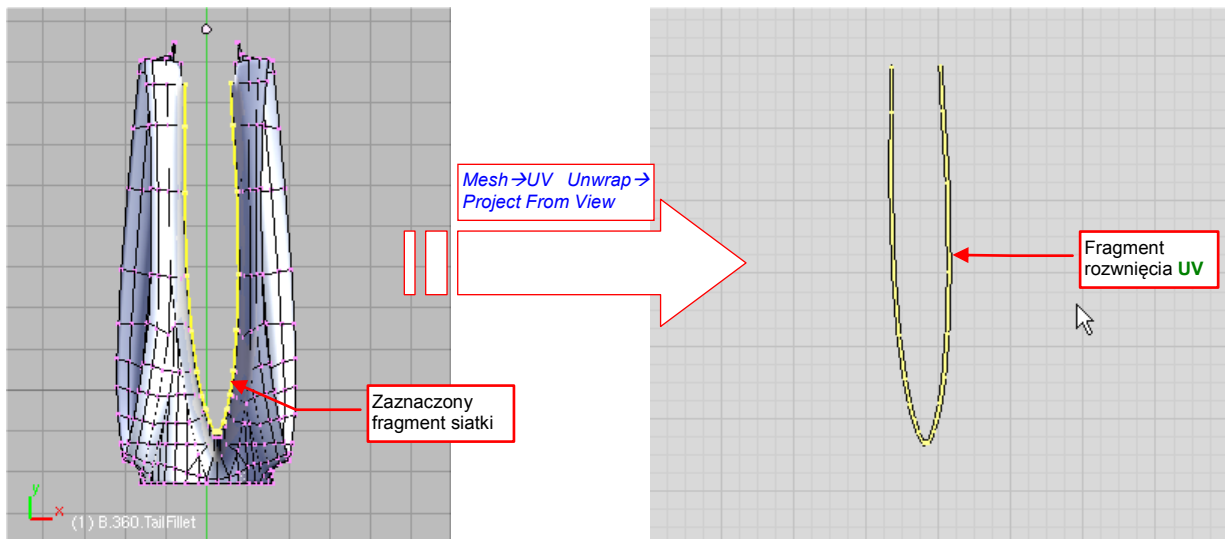 Mesh→UV Unwrap→
Project From View
Fragment
rozwnięcia UV
Zaznaczony
fragment siatki
y
x
(1) B.360.TailFillet